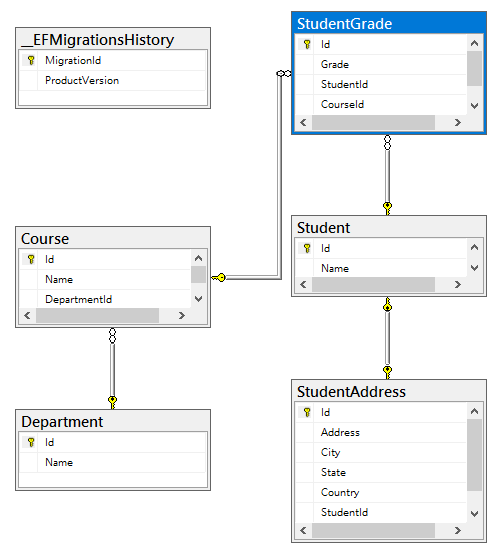 __EFMigrationsHistory
MigrationId
ProductVersion
StudentGrade
Id
Grade
StudentId
CourseId
Course
Id
Name
DepartmentId
Student
Id
Name
Department
Id
Name
StudentAddress
Id
Address
City
State
Country
StudentId